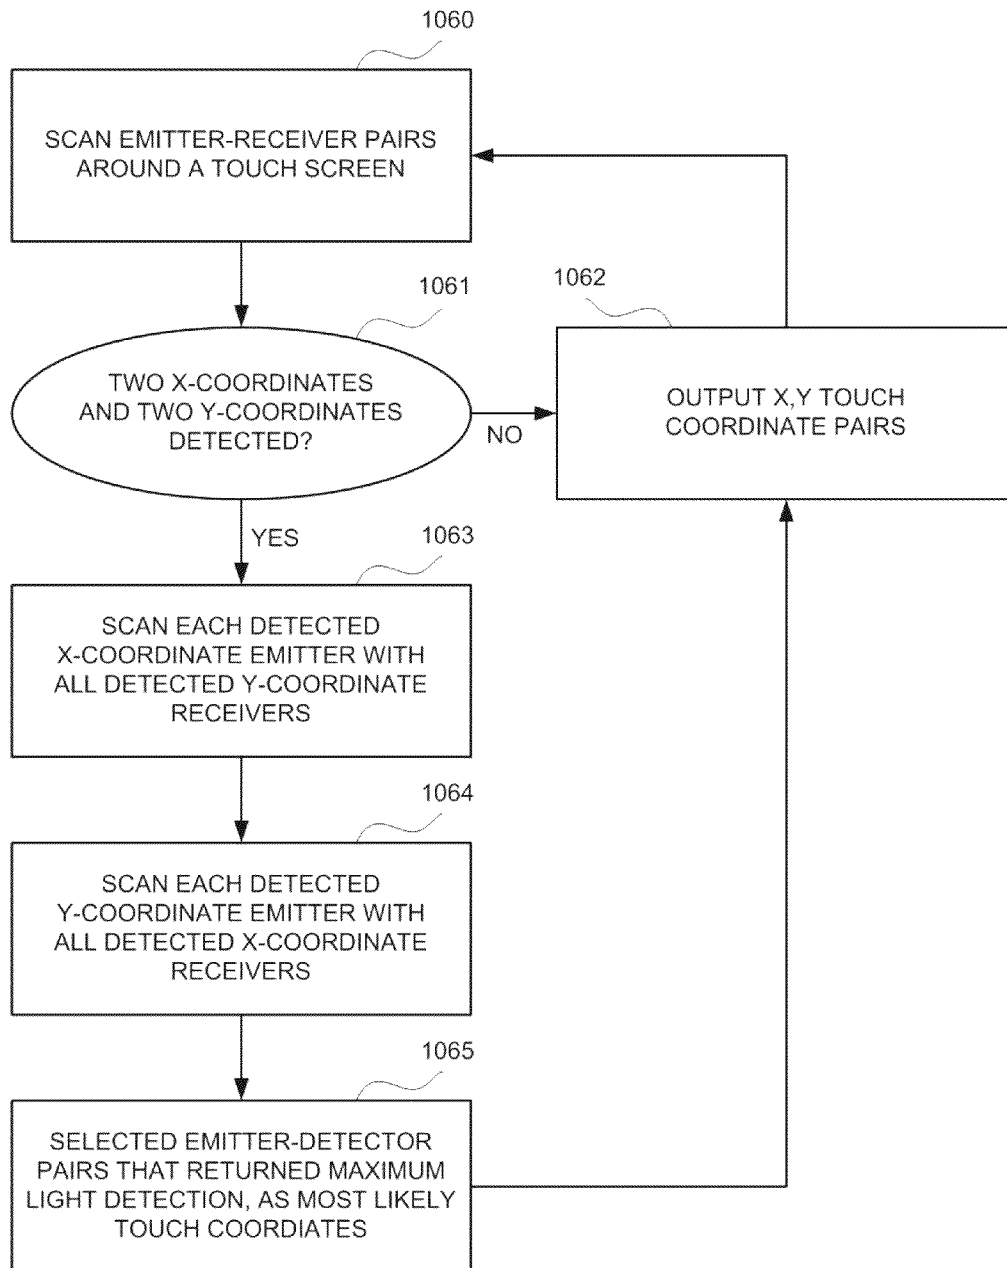 1060
SCAN EMITTER-RECEIVER PAIRS
AROUND A TOUCH SCREEN
1061
TWO X-COORDINATES
AND TWO Y-COORDINATES
DETECTED?
NO
1062
OUTPUT X,Y TOUCH
COORDINATE PAIRS
YES
1063
SCAN EACH DETECTED
X-COORDINATE EMITTER WITH
ALL DETECTED Y-COORDINATE
RECEIVERS
1064
SCAN EACH DETECTED
Y-COORDINATE EMITTER WITH
ALL DETECTED X-COORDINATE
RECEIVERS
1065
SELECTED EMITTER-DETECTOR
PAIRS THAT RETURNED MAXIMUM
LIGHT DETECTION, AS MOST LIKELY
TOUCH COORDIATES